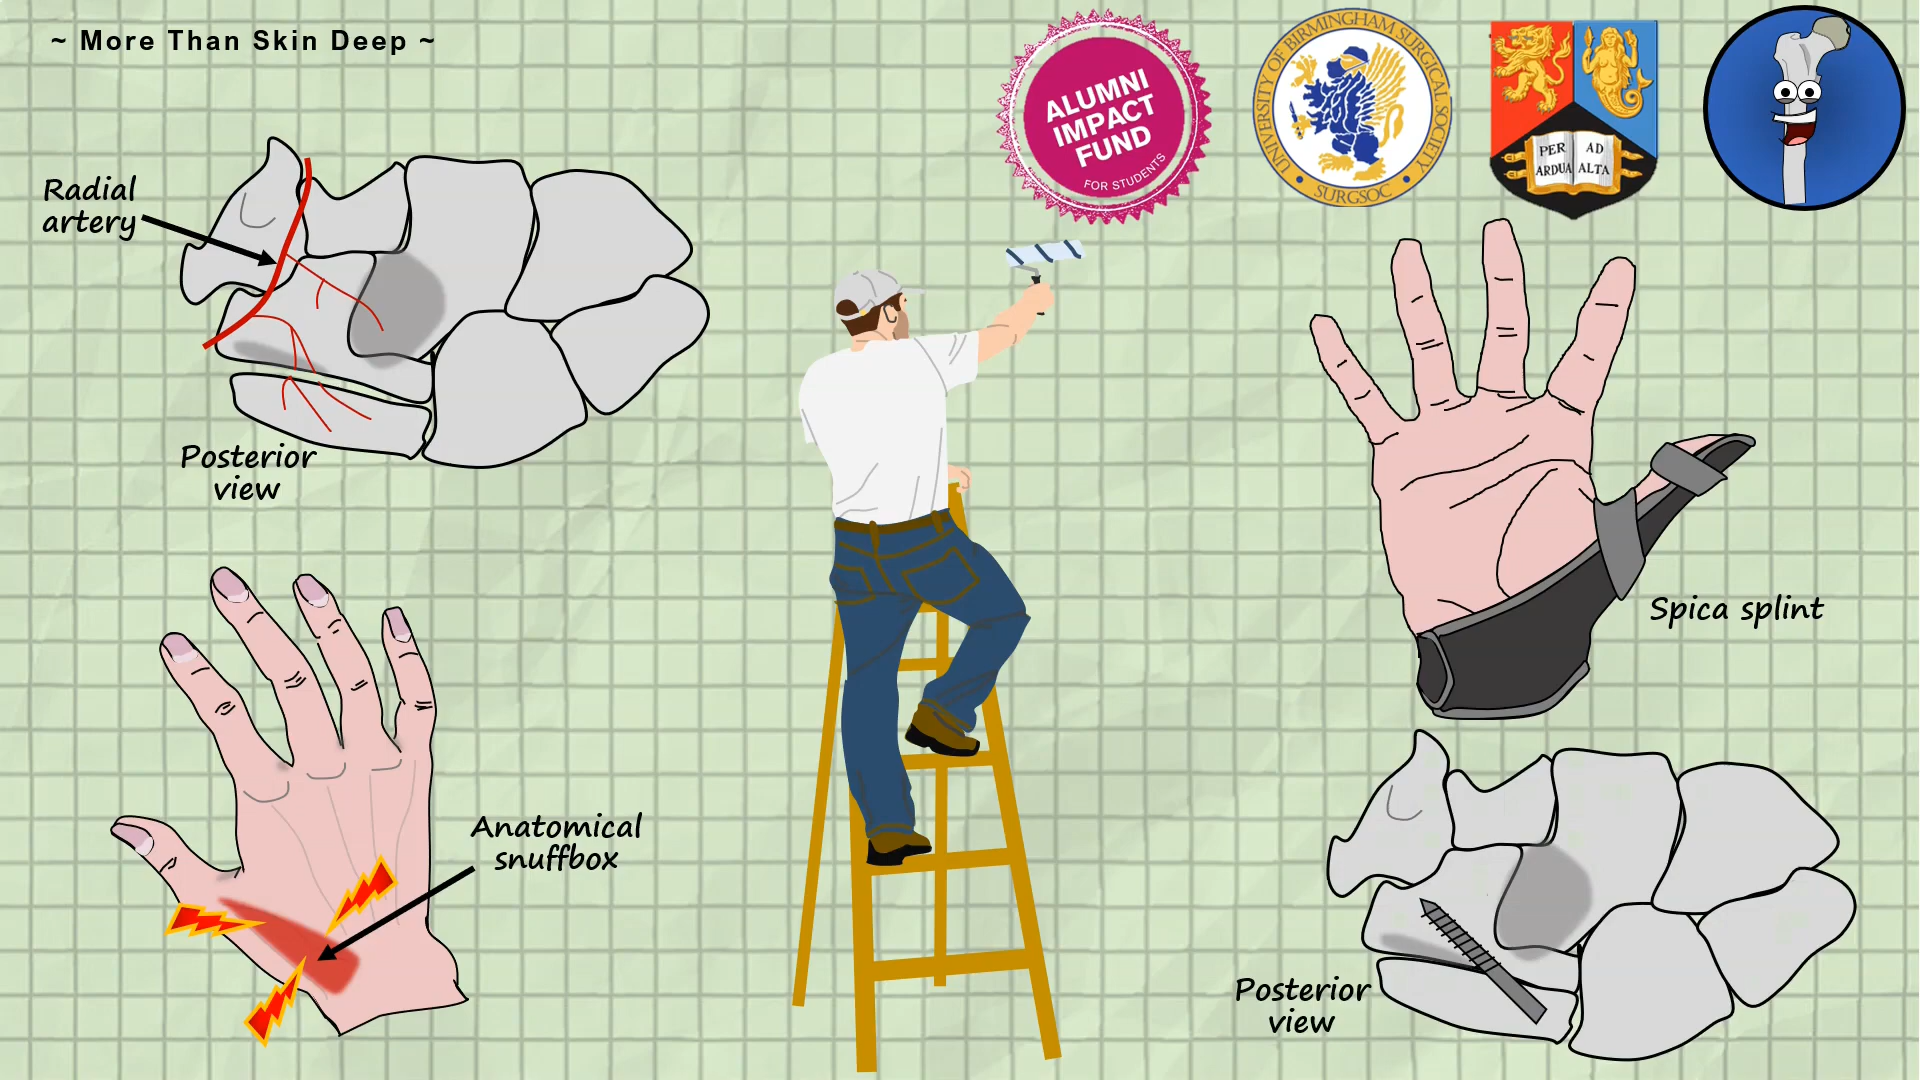 ~ More Than Skin Deep ~
ALUMNI
IMPACT
FUND
FOR STUDENTS
UNIVERSITY OF BIRMINGHAM SURGICAL SOCIETY
SURGSOC
PER AD
ARDUA ALTA
Radial
artery
Posterior
view
Spica splint
Anatomical
snuffbox
Posterior
view